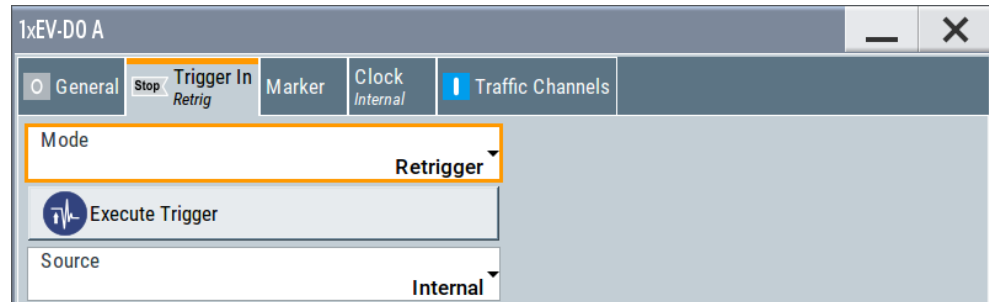 1xEV-DO A
O General
Stop Trigger In
Retrig
Marker
Clock
Internal
I Traffic Channels
Mode
Retrigger
Execute Trigger
Source
Internal